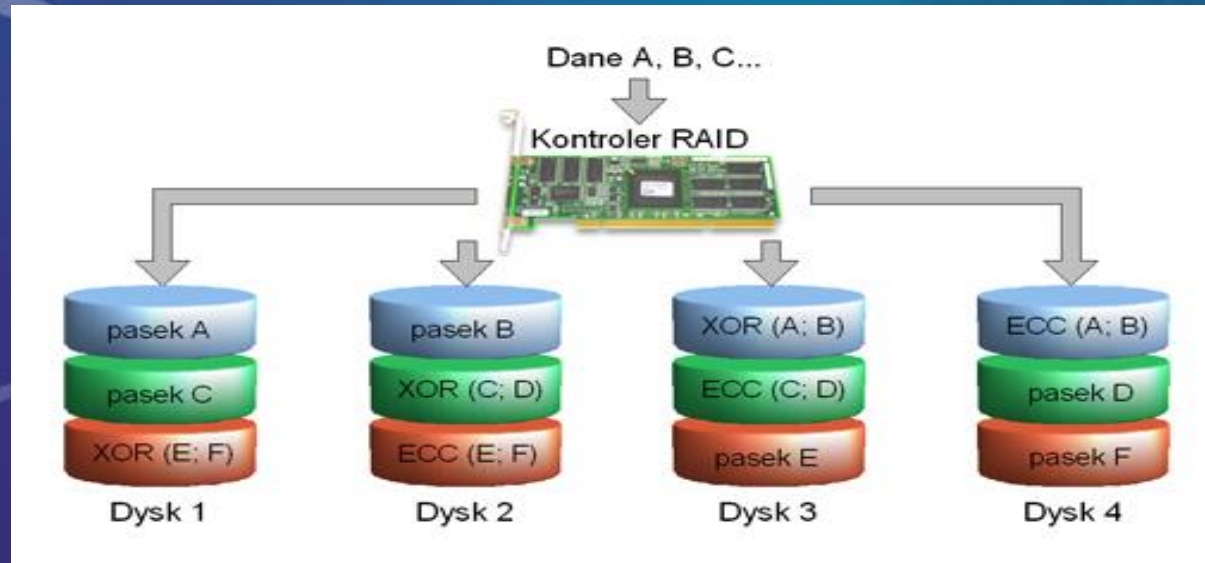 Dane A, B, C...
Kontroler RAID
pasek A
pasek B
XOR (A; B)
ECC (A; B)
pasek C
XOR (C; D)
ECC (C; D)
pasek D
XOR (E; F)
ECC (E; F)
pasek E
pasek F
Dysk 1
Dysk 2
Dysk 3
Dysk 4